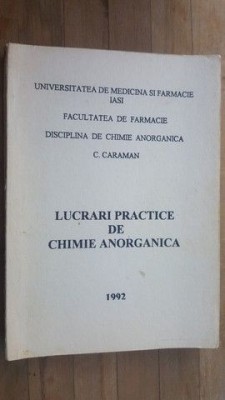 UNIVERSITATEA DE MEDICINA SI FARMACIE
IASI
FACULTATEA DE FARMACIE
DISCIPLINA DE CHIMIE ANORGANICA
C. CARAMAN
LUCRARI PRACTICE
DE
CHIMIE ANORGANICA
1992